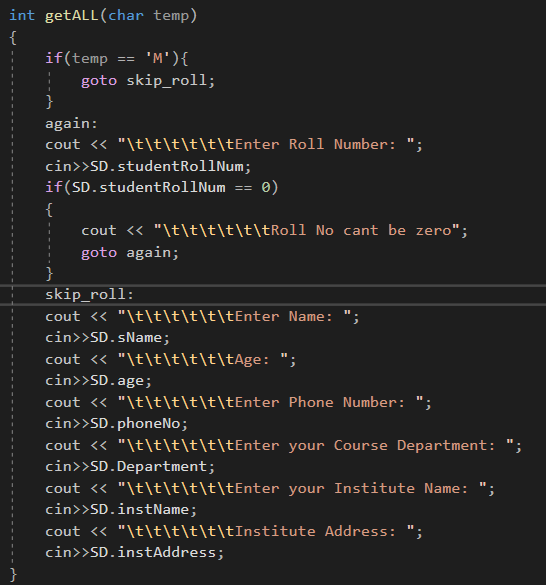 int getALL(char temp)
{
    if(temp == 'M'){
        goto skip_roll;
    }
    again:
    cout << "\t\t\t\t\t\tEnter Roll Number: ";
    cin>>SD.studentRollNum;
    if(SD.studentRollNum == 0)
    {
        cout << "\t\t\t\t\t\tRoll No cant be zero";
        goto again;
    }
    skip_roll:
    cout << "\t\t\t\t\t\tEnter Name: ";
    cin>>SD.sName;
    cout << "\t\t\t\t\t\tAge: ";
    cin>>SD.age;
    cout << "\t\t\t\t\t\tEnter Phone Number: ";
    cin>>SD.phoneNo;
    cout << "\t\t\t\t\t\tEnter your Course Department: ";
    cin>>SD.Department;
    cout << "\t\t\t\t\t\tEnter your Institute Name: ";
    cin>>SD.instName;
    cout << "\t\t\t\t\t\tInstitute Address: ";
    cin>>SD.instAddress;
}